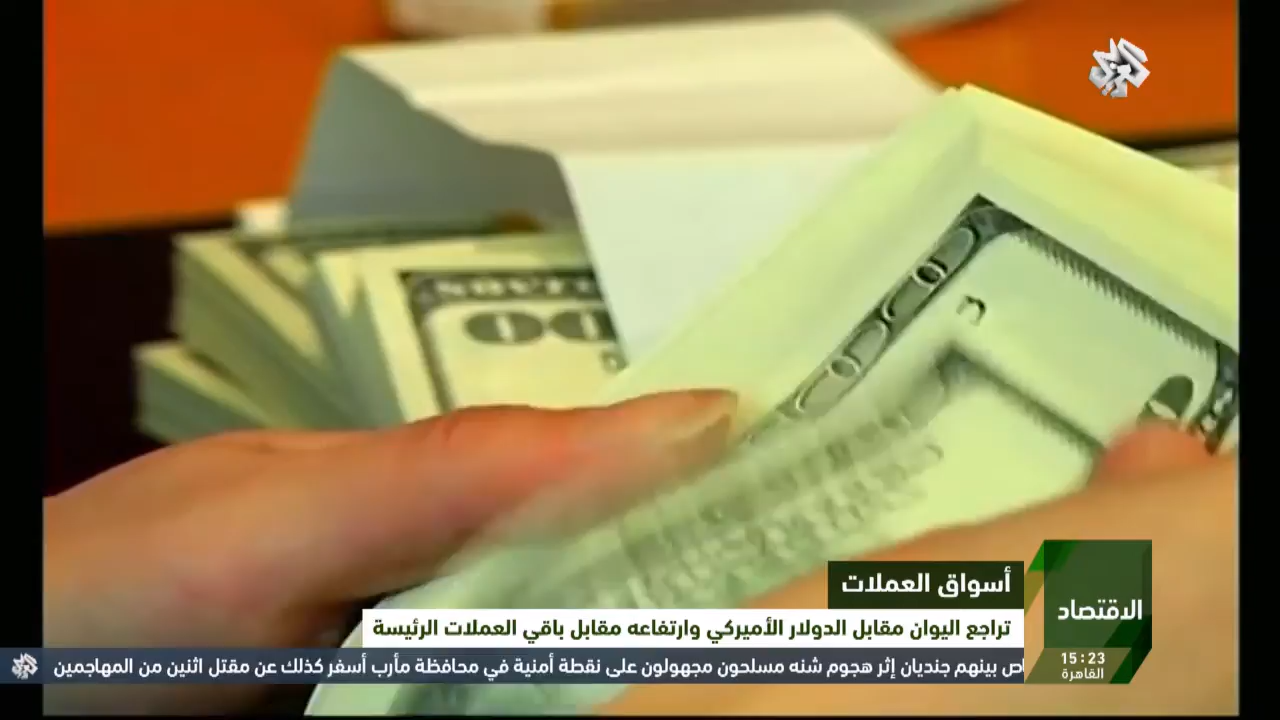 العربي
أسواق العملات
تراجع اليوان مقابل الدولار الأميركي وارتفاعه مقابل باقي العملات الرئيسة
الاقتصاد
15:23
القاهرة
بينهم جنديان إثر هجوم شنه مسلحون مجهولون على نقطة أمنية في محافظة مأرب أسفر كذلك عن مقتل اثنين من المهاجمين